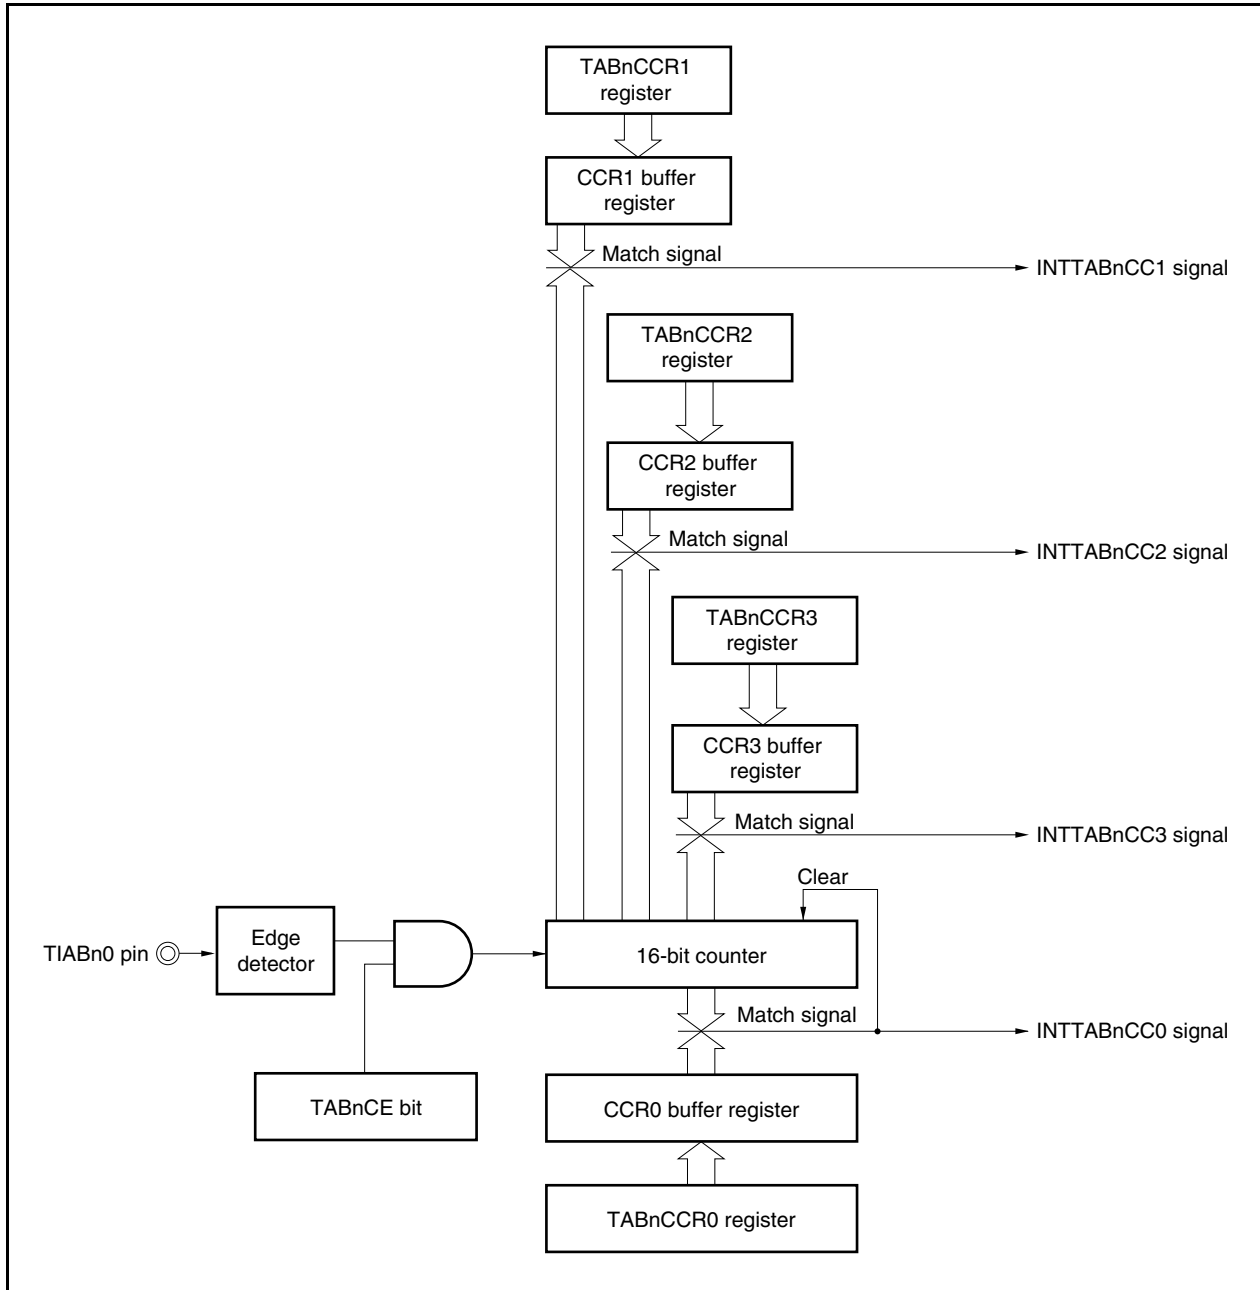 TABnCCR1
register
CCR1 buffer
register
Match signal
INTTABnCC1 signal
TABnCCR2
register
CCR2 buffer
register
Match signal
INTTABnCC2 signal
TABnCCR3
register
CCR3 buffer
register
Match signal
INTTABnCC3 signal
Clear
TIABn0 pin
Edge
detector
16-bit counter
Match signal
INTTABnCC0 signal
TABnCE bit
CCR0 buffer register
TABnCCR0 register